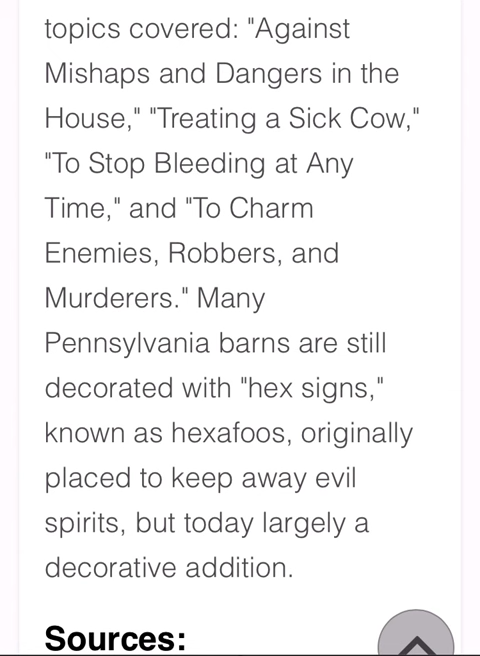 topics covered: "Against
Mishaps and Dangers in the
House," "Treating a Sick Cow,"
"To Stop Bleeding at Any
Time," and "To Charm
Enemies, Robbers, and
Murderers." Many
Pennsylvania barns are still
decorated with "hex signs,"
known as hexafoos, originally
placed to keep away evil
spirits, but today largely a
decorative addition.
Sources: